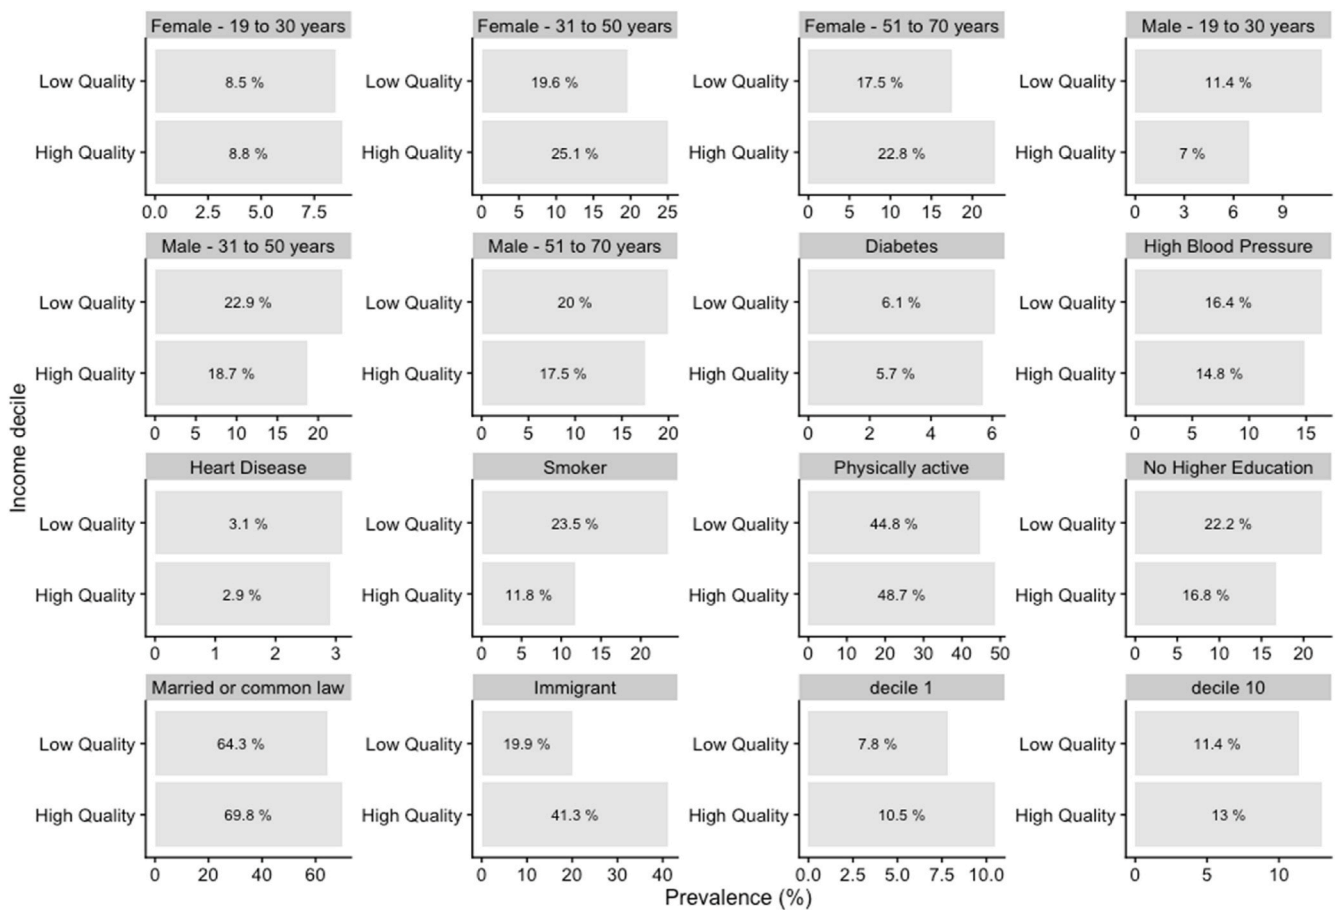 Female - 19 to 30 years
Female - 31 to 50 years
Female - 51 to 70 years
Male - 19 to 30 years
Low Quality
8.5 %
Low Quality
19.6 %
Low Quality
17.5 %
Low Quality
11.4 %
High Quality
8.8 %
High Quality
25.1 %
High Quality
22.8 %
High Quality
7 %
0.0 2.5 5.0 7.5
0 5 10 15 20 25
0 5 10 15 20
0 3 6 9
Male - 31 to 50 years
Male - 51 to 70 years
Diabetes
High Blood Pressure
Low Quality
22.9 %
Low Quality
20 %
Low Quality
6.1 %
Low Quality
16.4 %
High Quality
18.7 %
High Quality
17.5 %
High Quality
5.7 %
High Quality
14.8 %
0 5 10 15 20
0 5 10 15 20
0 2 4 6
0 5 10 15
Income decile
Heart Disease
Smoker
Physically active
No Higher Education
Low Quality
3.1 %
Low Quality
23.5 %
Low Quality
44.8 %
Low Quality
22.2 %
High Quality
2.9 %
High Quality
11.8 %
High Quality
48.7 %
High Quality
16.8 %
0 1 2 3
0 5 10 15 20
0 10 20 30 40 50
0 5 10 15 20
Married or common law
Immigrant
decile 1
decile 10
Low Quality
64.3 %
Low Quality
19.9 %
Low Quality
7.8 %
Low Quality
11.4 %
High Quality
69.8 %
High Quality
41.3 %
High Quality
10.5 %
High Quality
13 %
0 20 40 60
0 10 20 30 40
0.0 2.5 5.0 7.5 10.0
0 5 10
Prevalence (%)